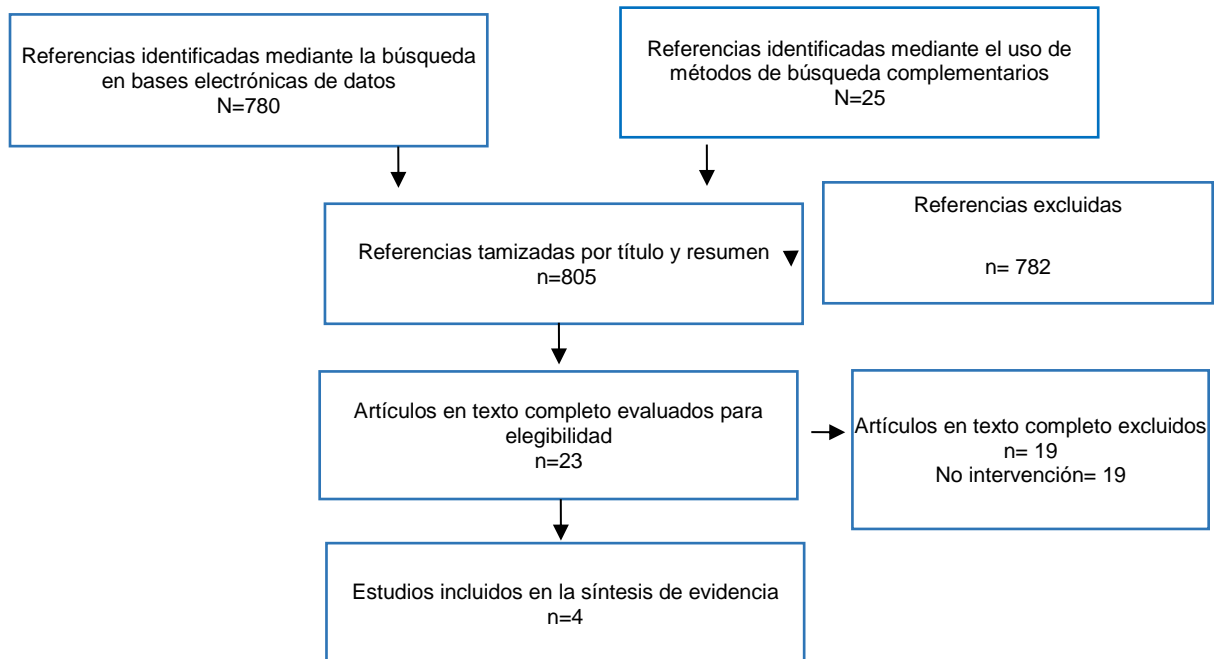 Referencias identificadas mediante la búsqueda
en bases electrónicas de datos
N=780
Referencias identificadas mediante el uso de
métodos de búsqueda complementarios
N=25
Referencias tamizadas por título y resumen
n=805
Referencias excluidas
n= 782
Artículos en texto completo evaluados para
elegibilidad
n=23
Artículos en texto completo excluidos
n= 19
No intervención= 19
Estudios incluidos en la síntesis de evidencia
n=4